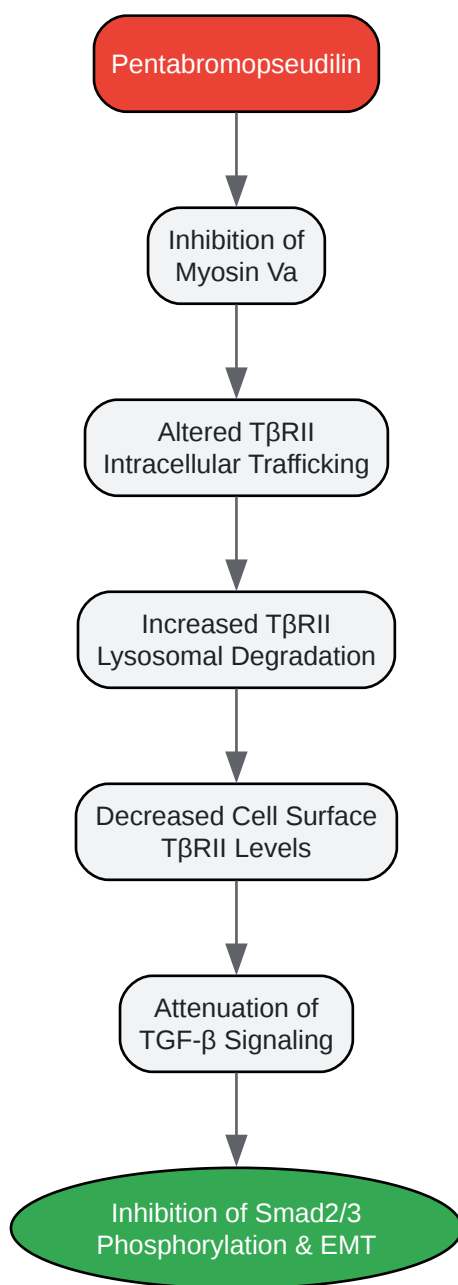 Pentabromopseudilin
Inhibition of
Myosin Va
Altered TβRII
Intracellular Trafficking
Increased TβRII
Lysosomal Degradation
Decreased Cell Surface
TβRII Levels
Attenuation of
TGF-β Signaling
Inhibition of Smad2/3
Phosphorylation & EMT